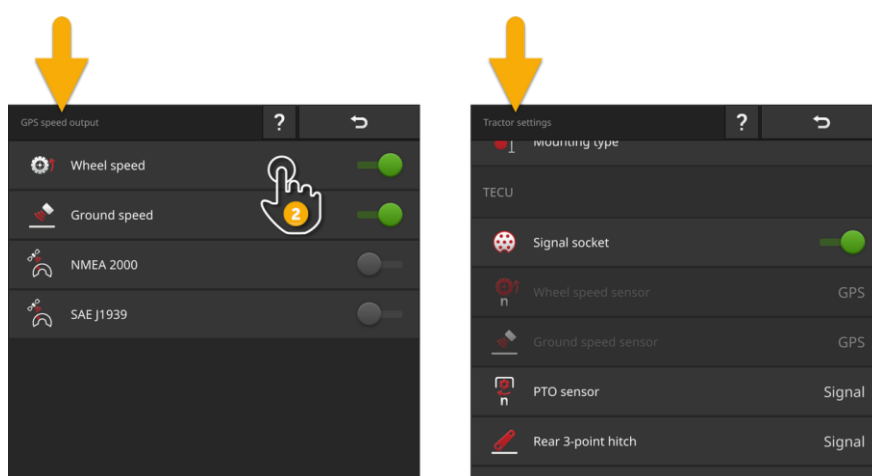 GPS speed output
?
Wheel speed
2
Ground speed
NMEA 2000
SAE J1939
Tractor settings
?
Mounting type
TECU
Signal socket
n
Wheel speed sensor
GPS
Ground speed sensor
GPS
n
PTO sensor
Signal
Rear 3-point hitch
Signal